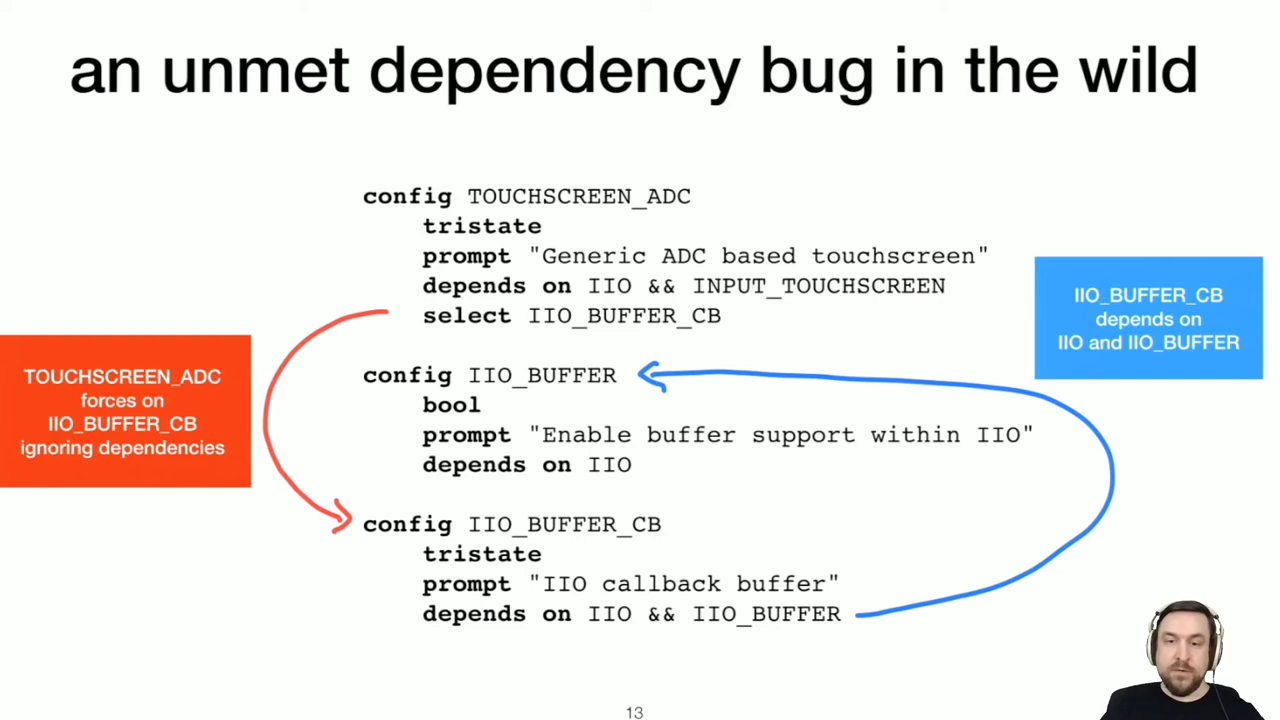 an unmet dependency bug in the wild
config TOUCHSCREEN_ADC
tristate
prompt "Generic ADC based touchscreen"
depends on IIO && INPUT_TOUCHSCREEN
select IIO_BUFFER_CB
config IIO_BUFFER
bool
prompt "Enable buffer support within IIO"
depends on IIO
config IIO_BUFFER_CB
tristate
prompt "IIO callback buffer"
depends on IIO && IIO_BUFFER
TOUCHSCREEN_ADC
forces on
IIO_BUFFER_CB
ignoring dependencies
IIO_BUFFER_CB
depends on
IIO and IIO_BUFFER
13